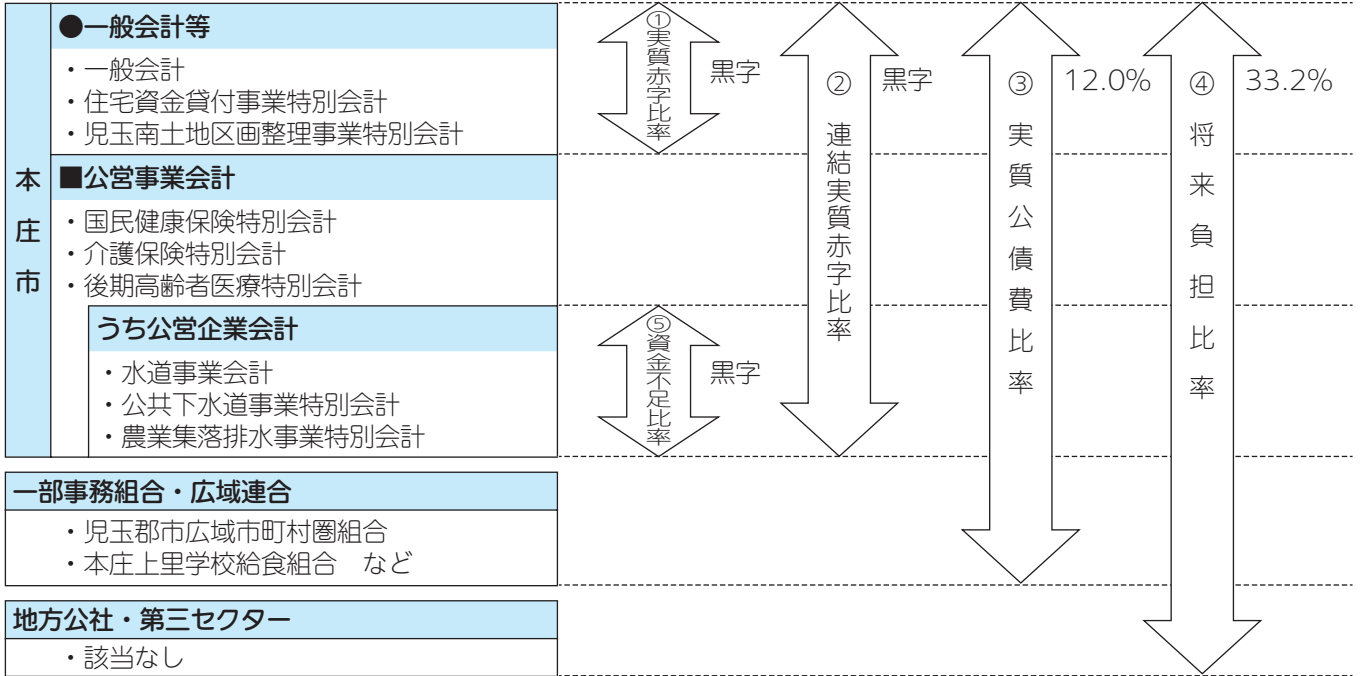 本庄市
●一般会計等
・一般会計
・住宅資金貸付事業特別会計
・児玉南土地区画整理事業特別会計
■公営事業会計
・国民健康保険特別会計
・介護保険特別会計
・後期高齢者医療特別会計
うち公営企業会計
・水道事業会計
・公共下水道事業特別会計
・農業集落排水事業特別会計
一部事務組合・広域連合
・児玉郡市広域市町村圏組合
・本庄上里学校給食組合　など
地方公社・第三セクター
・該当なし
①実質赤字比率
黒字
②連結実質赤字比率
黒字
③実質公債費比率
12.0%
④将来負担比率
33.2%
⑤資金不足比率
黒字